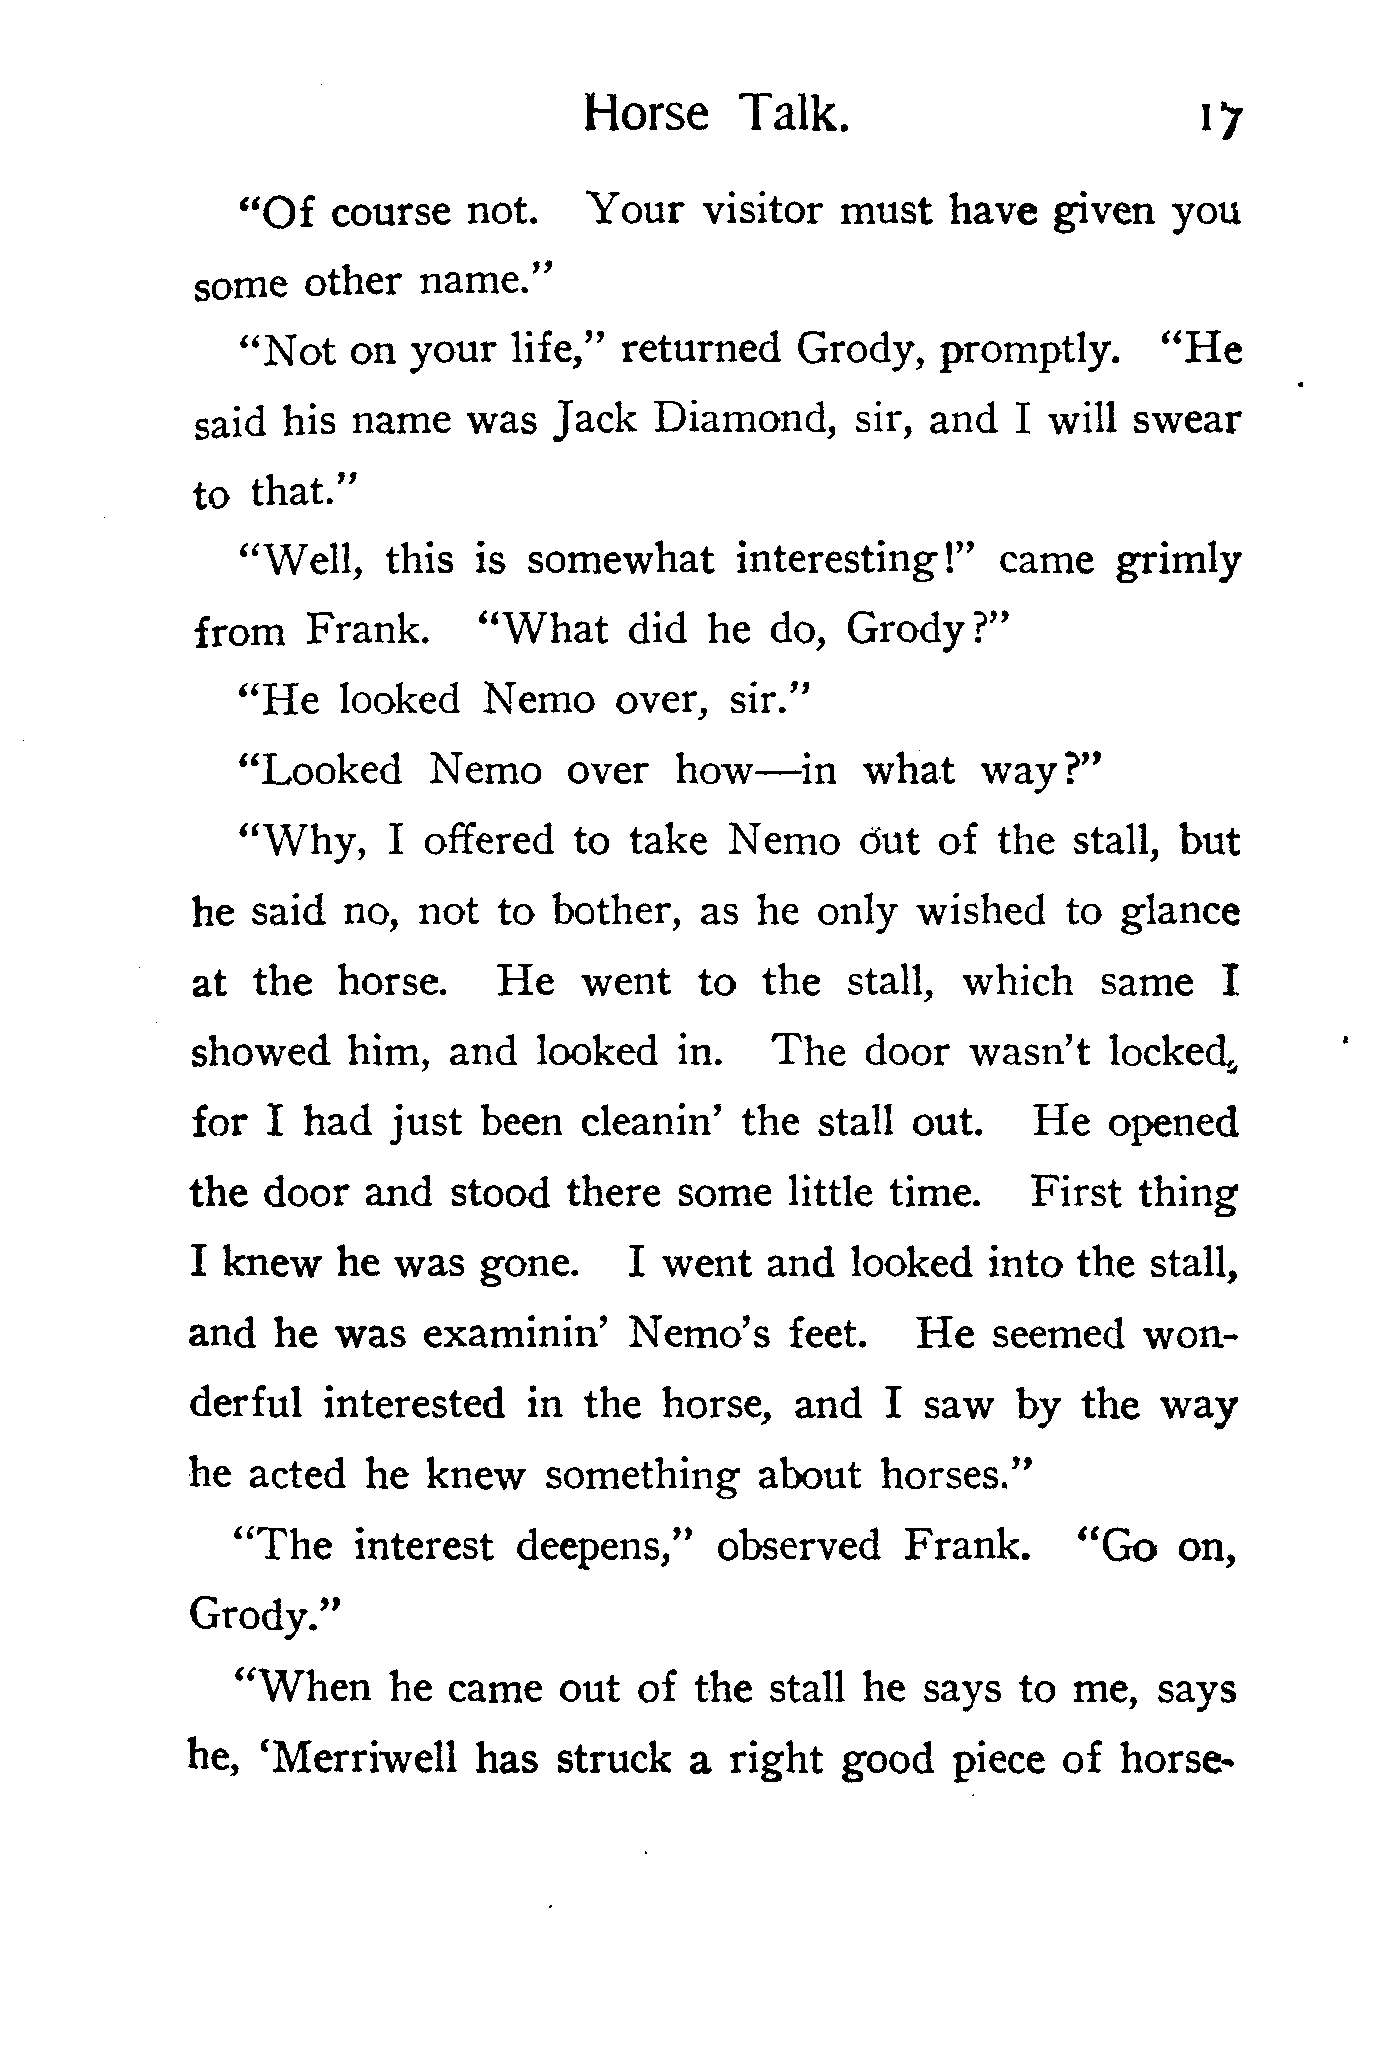 Horse Talk. 17
“Of course not. Your visitor must have given you
some other name.”
“Not on your life,” returned Grody, promptly. “He
said his name was Jack Diamond, sir, and I will swear
to that.”
“Well, this is somewhat interesting!” came grimly
from Frank. “What did he do, Grody?”
“He looked Nemo over, sir.”
“Looked Nemo over how—in what way?”
“Why, I offered to take Nemo out of the stall, but
he said no, not to bother, as he only wished to glance
at the horse. He went to the stall, which same I
showed him, and looked in. The door wasn’t locked,
for I had just been cleanin’ the stall out. He opened
the door and stood there some little time. First thing
I knew he was gone. I went and looked into the stall,
and he was examinin’ Nemo’s feet. He seemed won-
derful interested in the horse, and I saw by the way
he acted he knew something about horses.”
“The interest deepens,” observed Frank. “Go on,
Grody.”
“When he came out of the stall he says to me, says
he, ‘Merriwell has struck a right good piece of horse-